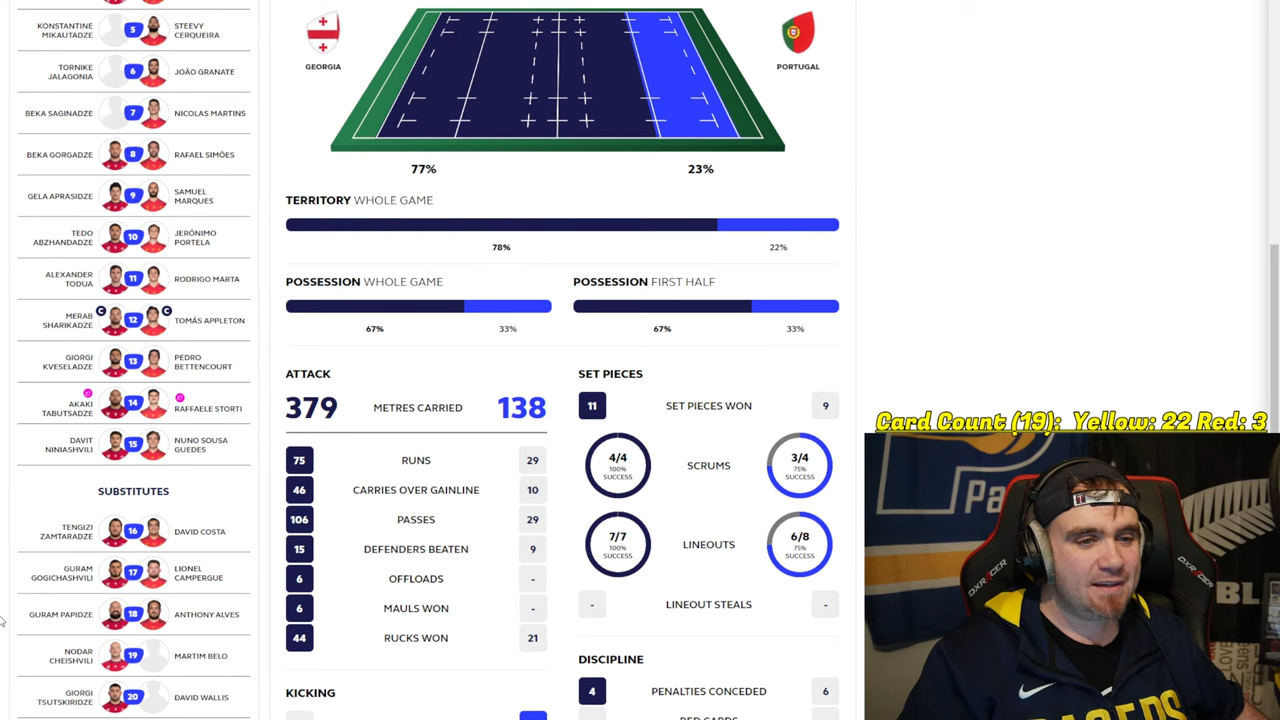 KONSTANTINE
MIKAUTADZE
5
STEEVY
CERQUEIRA
TORNIKE
JALAGONIA
6
JOÃO GRANATE
BEKA SAGINADZE
7
NICOLAS MARTINS
BEKA GORGADZE
8
RAFAEL SIMÕES
GELA APRASIDZE
9
SAMUEL
MARQUES
TEDO
ABZHANDADZE
10
JERÓNIMO
PORTELA
ALEXANDER
TODUA
11
RODRIGO MARTA
MERAB
SHARIKADZE
C
12
C
TOMÁS APPLETON
GIORGI
KVESELADZE
13
PEDRO
BETTENCOURT
AKAKI
TABUTSADZE
14
RAFFAELE STORTI
DAVIT
NINIASHVILI
15
NUNO SOUSA
GUEDES
SUBSTITUTES
TENGIZI
ZAMTARADZE
16
DAVID COSTA
GURAM
GOGICHASHVILI
17
LIONEL
CAMPERGUE
GURAM PAPIDZE
18
ANTHONY ALVES
NODAR
CHEISHVILI
19
MARTIM BELO
GIORGI
TSUTSKIRIDZE
20
DAVID WALLIS
GEORGIA
PORTUGAL
77% 23%
TERRITORY WHOLE GAME
78% 22%
POSSESSION WHOLE GAME
67% 33%
POSSESSION FIRST HALF
67% 33%
ATTACK
379 METRES CARRIED 138
75 RUNS 29
46 CARRIES OVER GAINLINE 10
106 PASSES 29
15 DEFENDERS BEATEN 9
6 OFFLOADS -
6 MAULS WON -
44 RUCKS WON 21
KICKING
SET PIECES
11 SET PIECES WON 9
4/4
100%
SUCCESS
SCRUMS
3/4
75%
SUCCESS
7/7
100%
SUCCESS
LINEOUTS
6/8
75%
SUCCESS
- LINEOUT STEALS -
DISCIPLINE
4 PENALTIES CONCEDED 6
RED CARDS
Card Count (19): Yellow: 22 Red: 3
Pa
DXRACER
DXRACER
BL